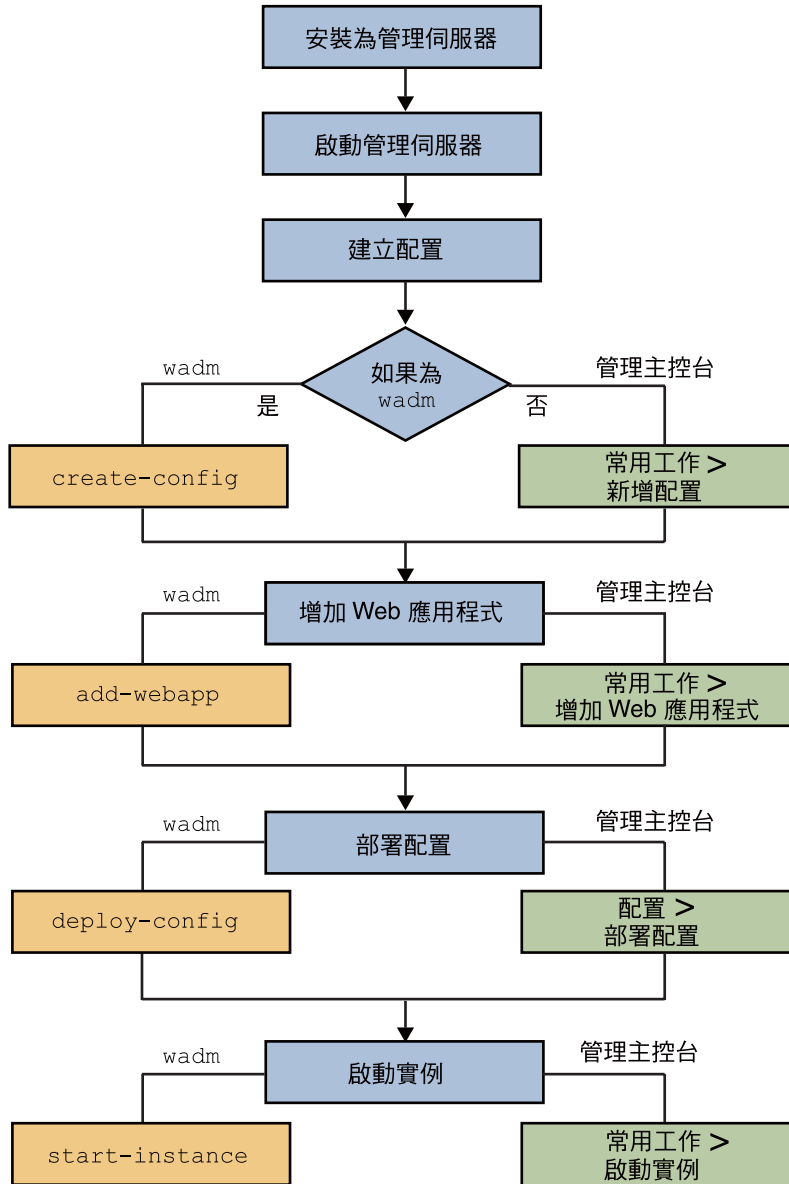 安裝為管理伺服器
啟動管理伺服器
建立配置
如果為
wadm
wadm
是
否
管理主控台
create-config
常用工作 >
新增配置
增加 Web 應用程式
wadm
管理主控台
add-webapp
常用工作 >
增加 Web 應用程式
部署配置
wadm
管理主控台
deploy-config
配置 >
部署配置
啟動實例
wadm
管理主控台
start-instance
常用工作 >
啟動實例